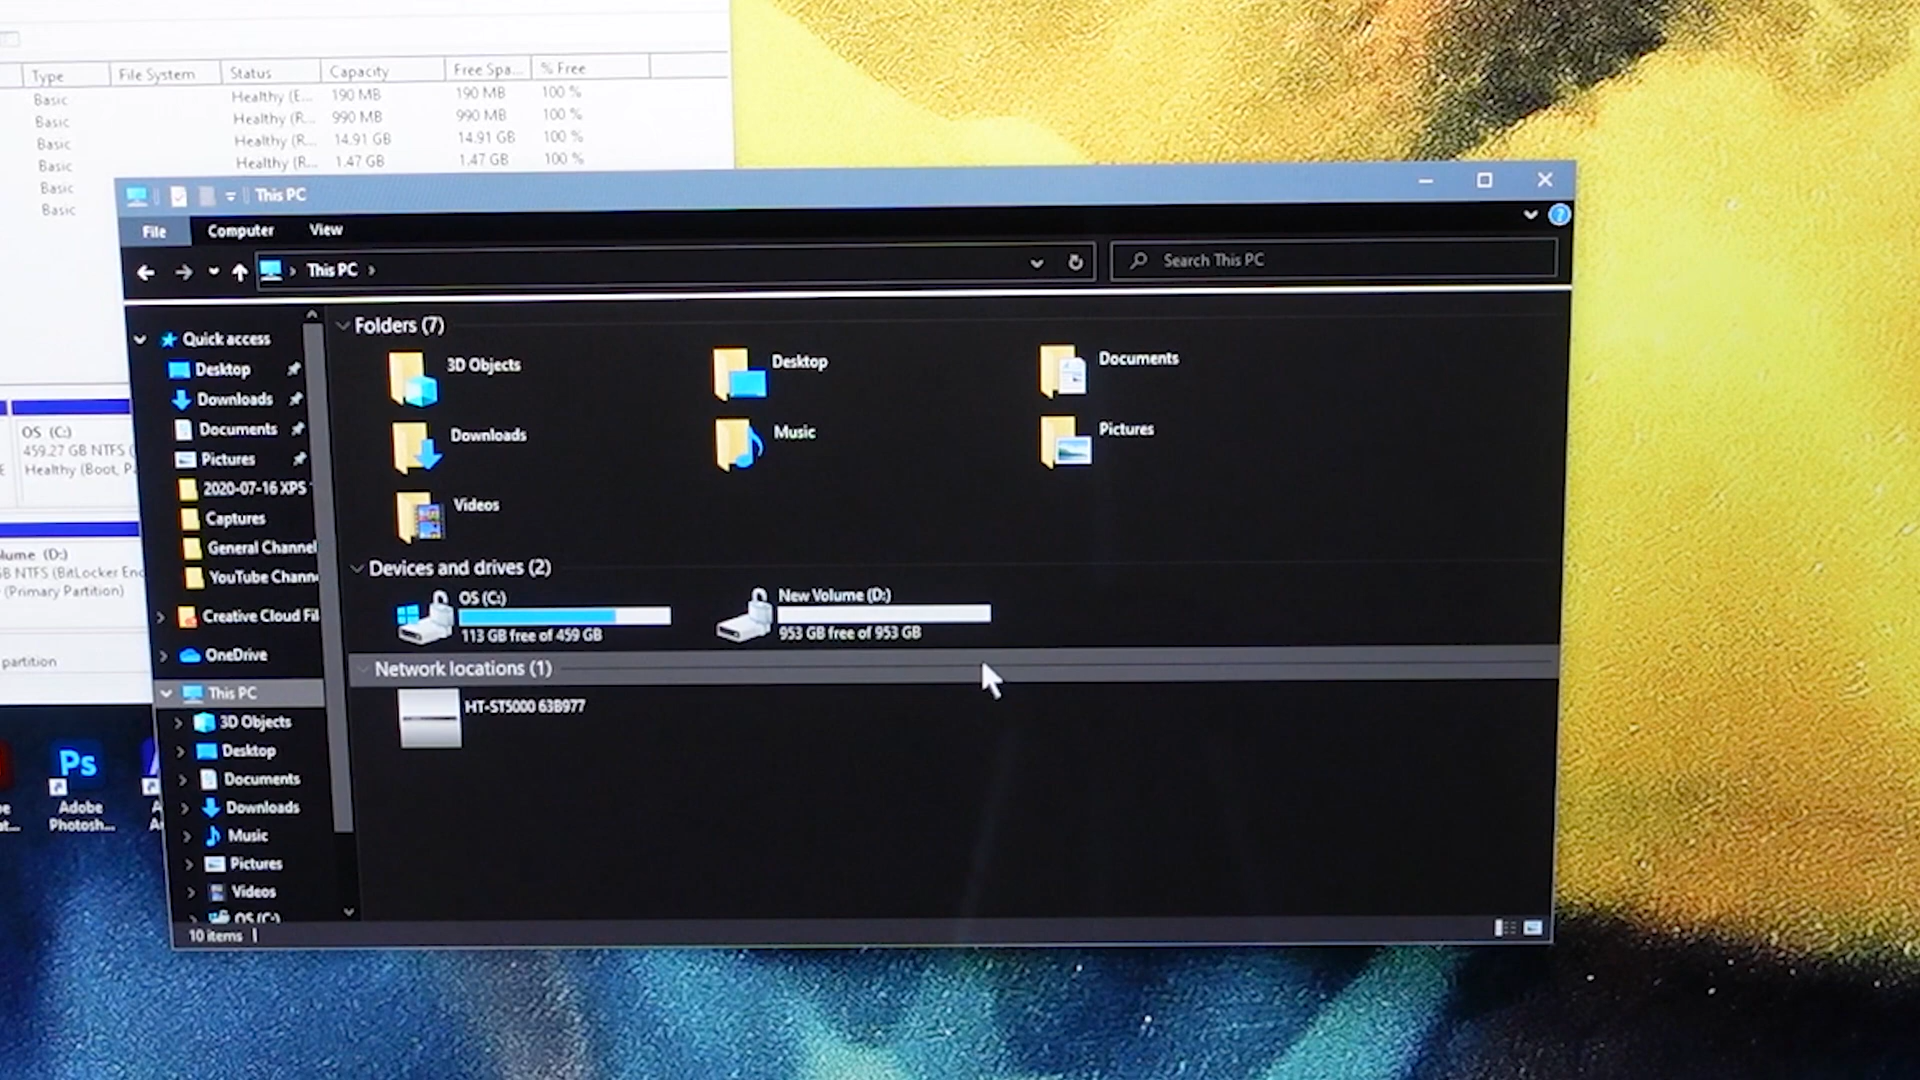 Type File System Status Capacity Free Spa... % Free
Basic Healthy (E... 190 MB 190 MB 100 %
Basic Healthy (R... 990 MB 990 MB 100 %
Basic Healthy (R... 14.91 GB 14.91 GB 100 %
Basic Healthy (R... 1.47 GB 1.47 GB 100 %
Basic
Basic
OS (C:)
459.27 GB NTFS (
Healthy (Boot, P
lume (D:)
GB NTFS (BitLocker Enc
(Primary Partition)
partition
Ps
Adobe
Photosh...
This PC
File Computer View
This PC
Search This PC
Quick access
Desktop
Downloads
Documents
Pictures
2020-07-16 XPS
Captures
General Channel
YouTube Chann
Creative Cloud Fil
OneDrive
This PC
3D Objects
Desktop
Documents
Downloads
Music
Pictures
Videos
OS (C:)
10 items
Folders (7)
3D Objects Desktop Documents
Downloads Music Pictures
Videos
Devices and drives (2)
OS (C:)
113 GB free of 459 GB
New Volume (D:)
953 GB free of 953 GB
Network locations (1)
HT-ST5000 63B977